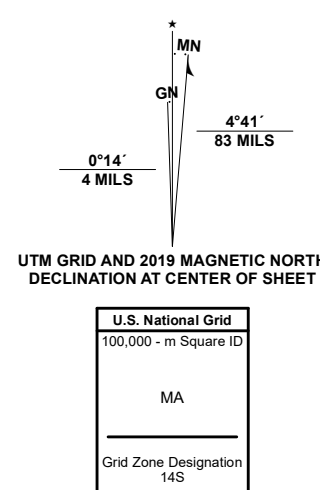 MN
GN
4°41´
83 MILS
0°14´
4 MILS
UTM GRID AND 2019 MAGNETIC NORTH
DECLINATION AT CENTER OF SHEET
U.S. National Grid
100,000 - m Square ID
MA
Grid Zone Designation
14S